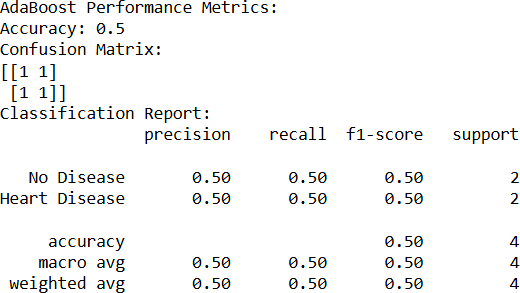 AdaBoost Performance Metrics:
Accuracy: 0.5
Confusion Matrix:
[[1 1]
 [1 1]]
Classification Report:
              precision    recall  f1-score   support

   No Disease       0.50      0.50      0.50         2
Heart Disease       0.50      0.50      0.50         2

     accuracy                           0.50         4
    macro avg       0.50      0.50      0.50         4
 weighted avg       0.50      0.50      0.50         4